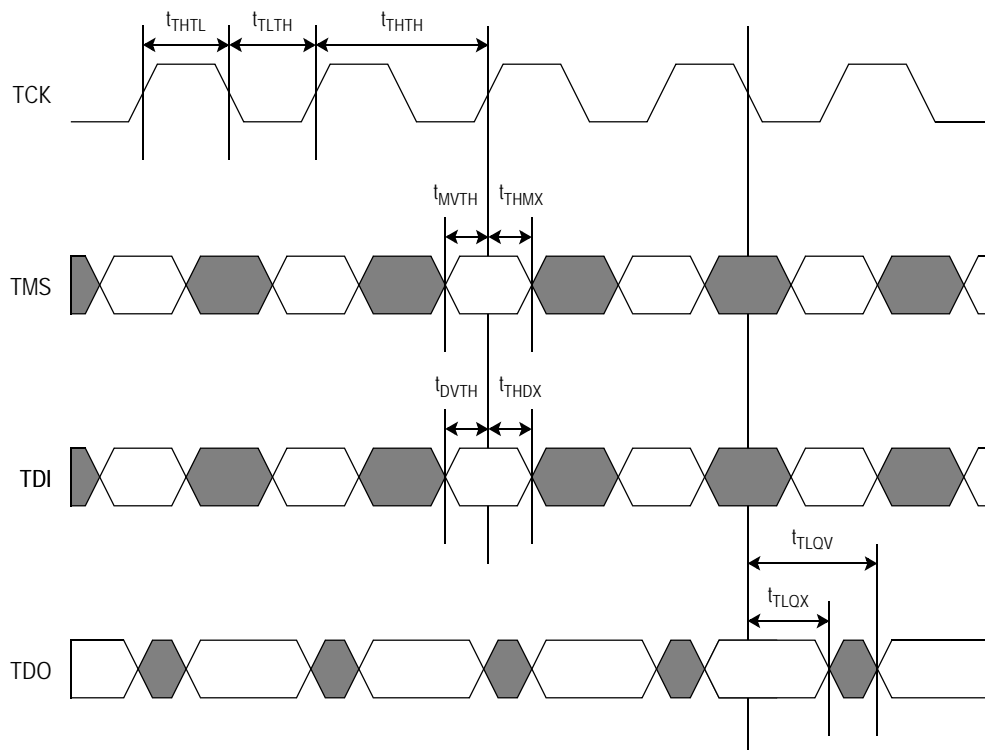 tTHTL tTLTH tTHTH
TCK
tMVTH tTHMX
TMS
tDVTH tTHDX
TDI
tTLQV
tTLQX
TDO